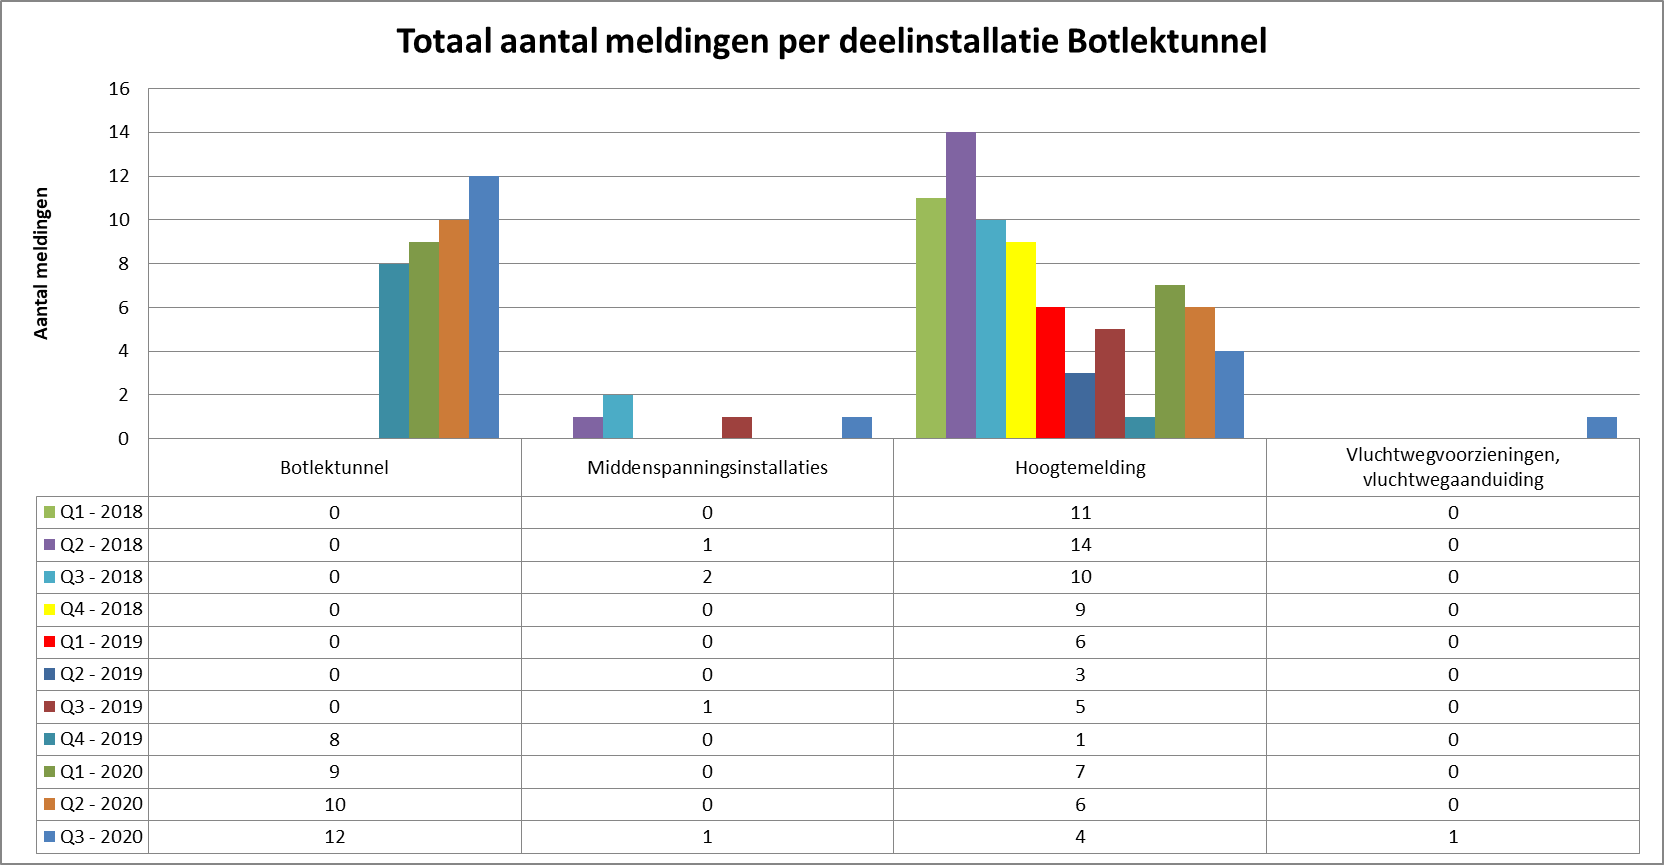 Totaal aantal meldingen per deelinstallatie Botlektunnel
Aantal meldingen
16
14
12
10
8
6
4
2
0
Botlektunnel Middenspanningsinstallaties Hoogtemelding Vluchtwegvoorzieningen,
vluchtwegaanduiding
Q1 - 2018 0 0 11 0
Q2 - 2018 0 1 14 0
Q3 - 2018 0 2 10 0
Q4 - 2018 0 0 9 0
Q1 - 2019 0 0 6 0
Q2 - 2019 0 0 3 0
Q3 - 2019 0 1 5 0
Q4 - 2019 8 0 1 0
Q1 - 2020 9 0 7 0
Q2 - 2020 10 0 6 0
Q3 - 2020 12 1 4 1